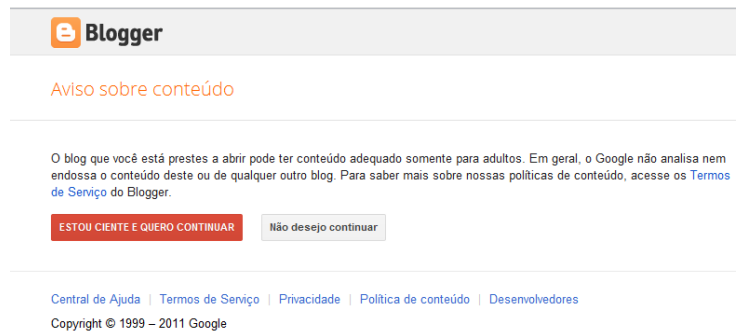 Blogger
Aviso sobre conteúdo
O blog que você está prestes a abrir pode ter conteúdo adequado somente para adultos. Em geral, o Google não analisa nem
endossa o conteúdo deste ou de qualquer outro blog. Para saber mais sobre nossas políticas de conteúdo, acesse os Termos
de Serviço do Blogger.
ESTOU CIENTE E QUERO CONTINUAR Não desejo continuar
Central de Ajuda | Termos de Serviço | Privacidade | Política de conteúdo | Desenvolvedores
Copyright © 1999 – 2011 Google